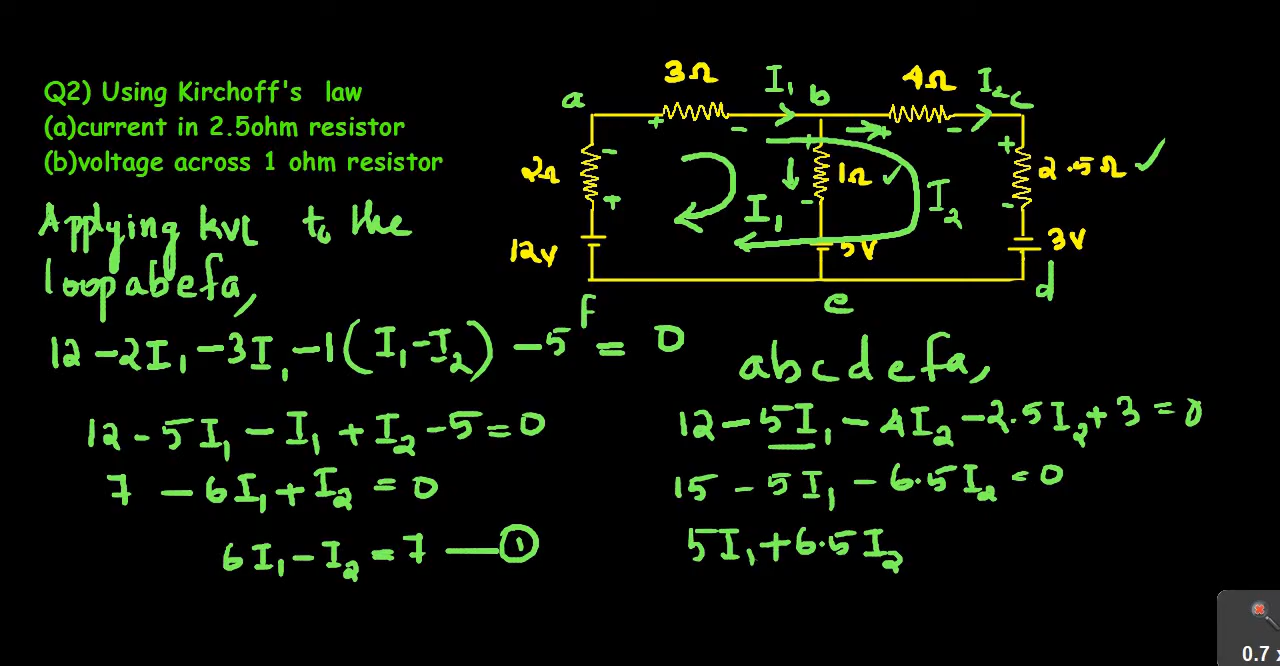 Q2) Using Kirchoff's law
(a)current in 2.5ohm resistor
(b)voltage across 1 ohm resistor
Applying kvl to the
loop abefa,
12 - 2I₁ - 3I₁ - 1(I₁ - I₂) - 5 = 0
12 - 5I₁ - I₁ + I₂ - 5 = 0
7 - 6I₁ + I₂ = 0
6I₁ - I₂ = 7 — ①
a
3Ω
I₁
b
4Ω
I₂
c
+
-
+
-
2Ω
-
+
I₁
+
1Ω
-
I₂
+
2.5Ω
-
12V
5V
3V
f
e
d
abcdefa,
12 - 5I₁ - 4I₂ - 2.5I₂ + 3 = 0
15 - 5I₁ - 6.5I₂ = 0
5I₁ + 6.5I₂
0.7 x